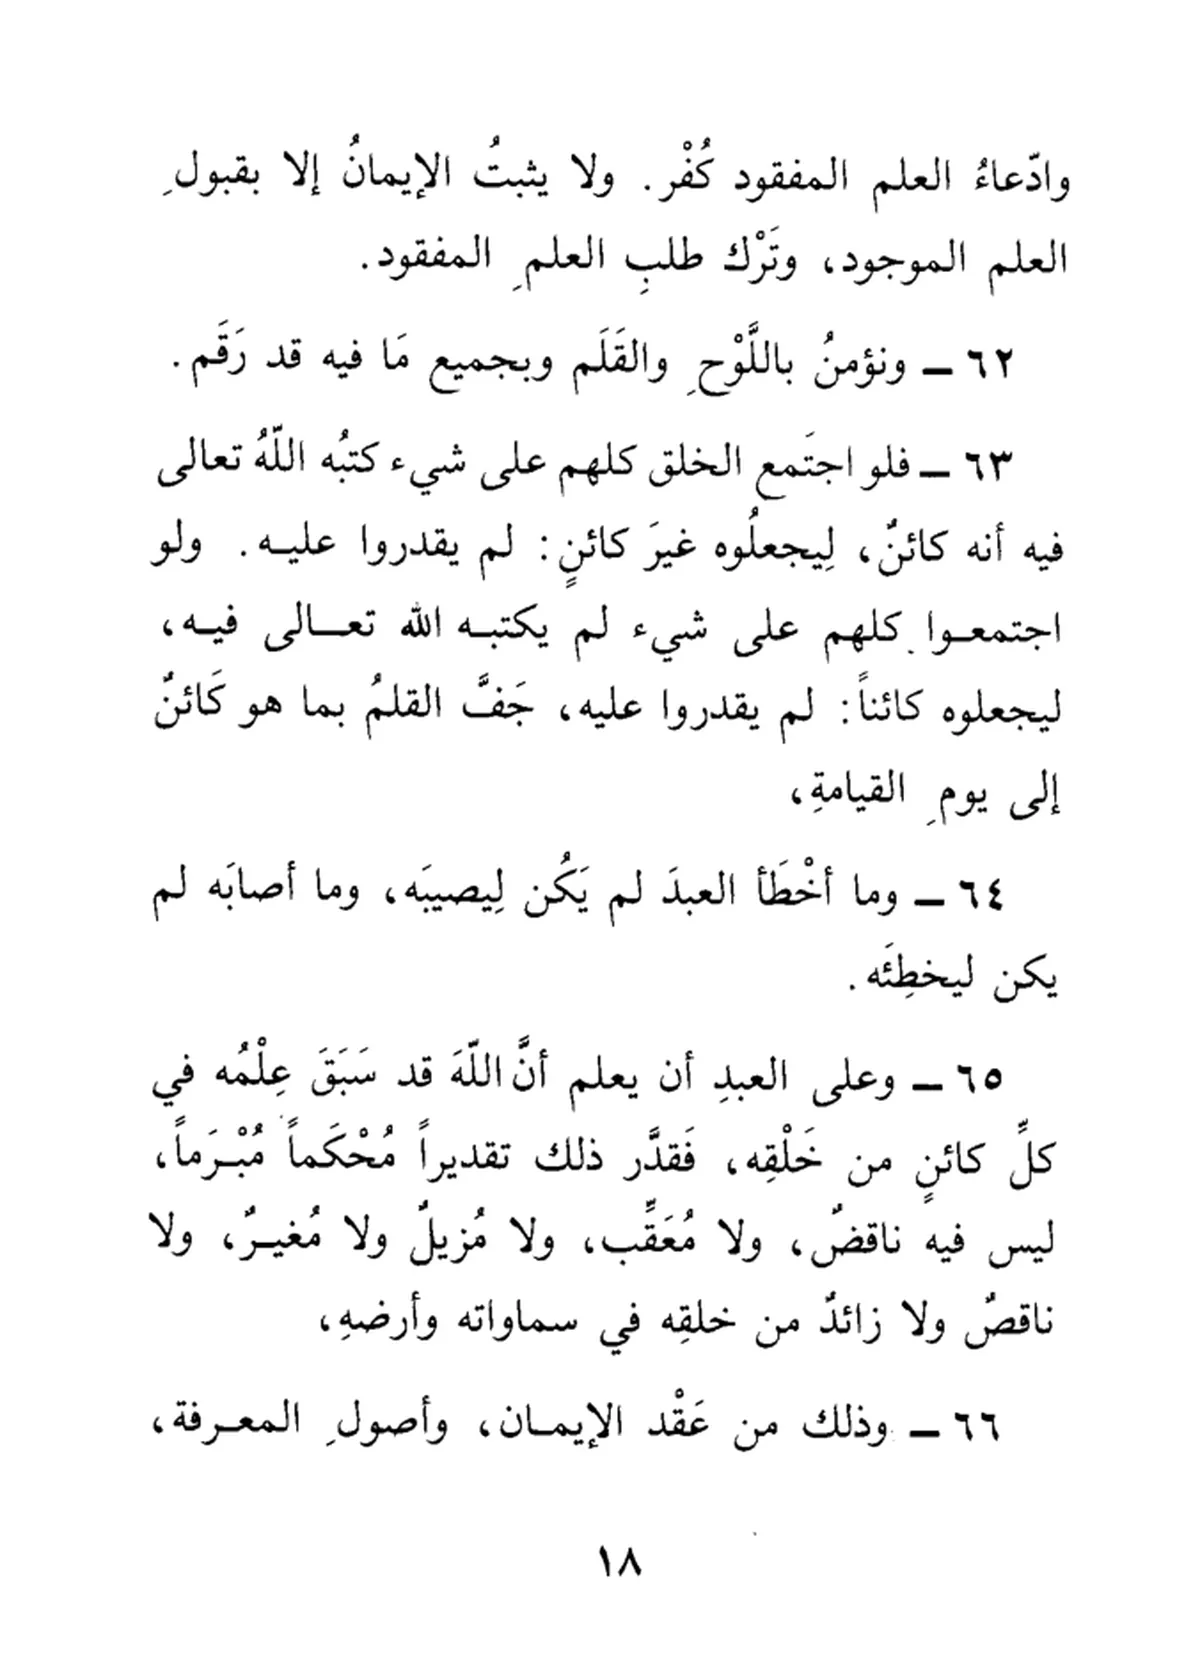 وادّعاءُ العلم المفقود كُفْر. ولا يثبتُ الإيمانُ إلا بقبولِ
العلم الموجود، وتَرْك طلبِ العلمِ المفقود.
٦٢ ــ ونؤمنُ باللَّوْحِ والقَلَم وبجميع مَا فيه قد رَقَم.
٦٣ ــ فلو اجتَمع الخلق كلهم على شيء كتبُه اللّهُ تعالى
فيه أنه كائنٌ، لِيجعلُوه غيرَ كائنٍ: لم يقدروا عليه. ولو
اجتمعوا كلهم على شيء لم يكتبه الله تعالى فيه،
ليجعلوه كائناً: لم يقدروا عليه، جَفَّ القلمُ بما هو كَائنٌ
إلى يومِ القيامةِ،
٦٤ ــ وما أخْطَأ العبدَ لم يَكُن لِيصيبَه، وما أصابَه لم
يكن ليخطِئَه.
٦٥ ــ وعلى العبدِ أن يعلم أنَّ اللّهَ قد سَبَقَ عِلْمُه في
كلِّ كائنٍ من خَلْقِه، فَقدَّر ذلك تقديراً مُحْكَماً مُبْرَماً،
ليس فيه ناقضٌ، ولا مُعَقِّب، ولا مُزيلٌ ولا مُغيرٌ، ولا
ناقصٌ ولا زائدٌ من خلقِه في سماواته وأرضهِ،
٦٦ ــ وذلك من عَقْد الإيمان، وأصولِ المعرفة،
١٨